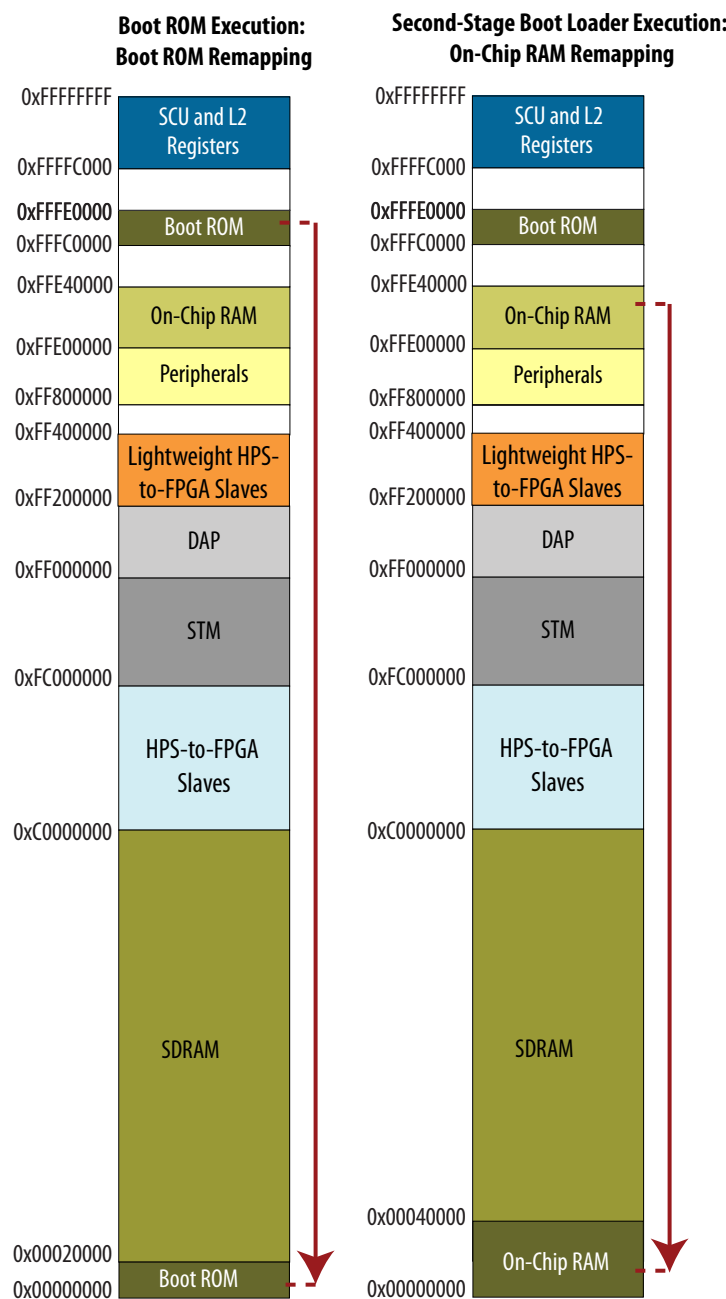 Boot ROM Execution:
Boot ROM Remapping
0xFFFFFFFF
SCU and L2
Registers
0xFFFFC000
0xFFFE0000
Boot ROM
0xFFFC0000
0xFFE40000
On-Chip RAM
0xFFE00000
Peripherals
0xFF800000
0xFF400000
Lightweight HPS-
to-FPGA Slaves
0xFF200000
DAP
0xFF000000
STM
0xFC000000
HPS-to-FPGA
Slaves
0xC0000000
SDRAM
0x00020000
Boot ROM
0x00000000
Second-Stage Boot Loader Execution:
On-Chip RAM Remapping
0xFFFFFFFF
SCU and L2
Registers
0xFFFFC000
0xFFFE0000
Boot ROM
0xFFFC0000
0xFFE40000
On-Chip RAM
0xFFE00000
Peripherals
0xFF800000
0xFF400000
Lightweight HPS-
to-FPGA Slaves
0xFF200000
DAP
0xFF000000
STM
0xFC000000
HPS-to-FPGA
Slaves
0xC0000000
SDRAM
0x00040000
On-Chip RAM
0x00000000